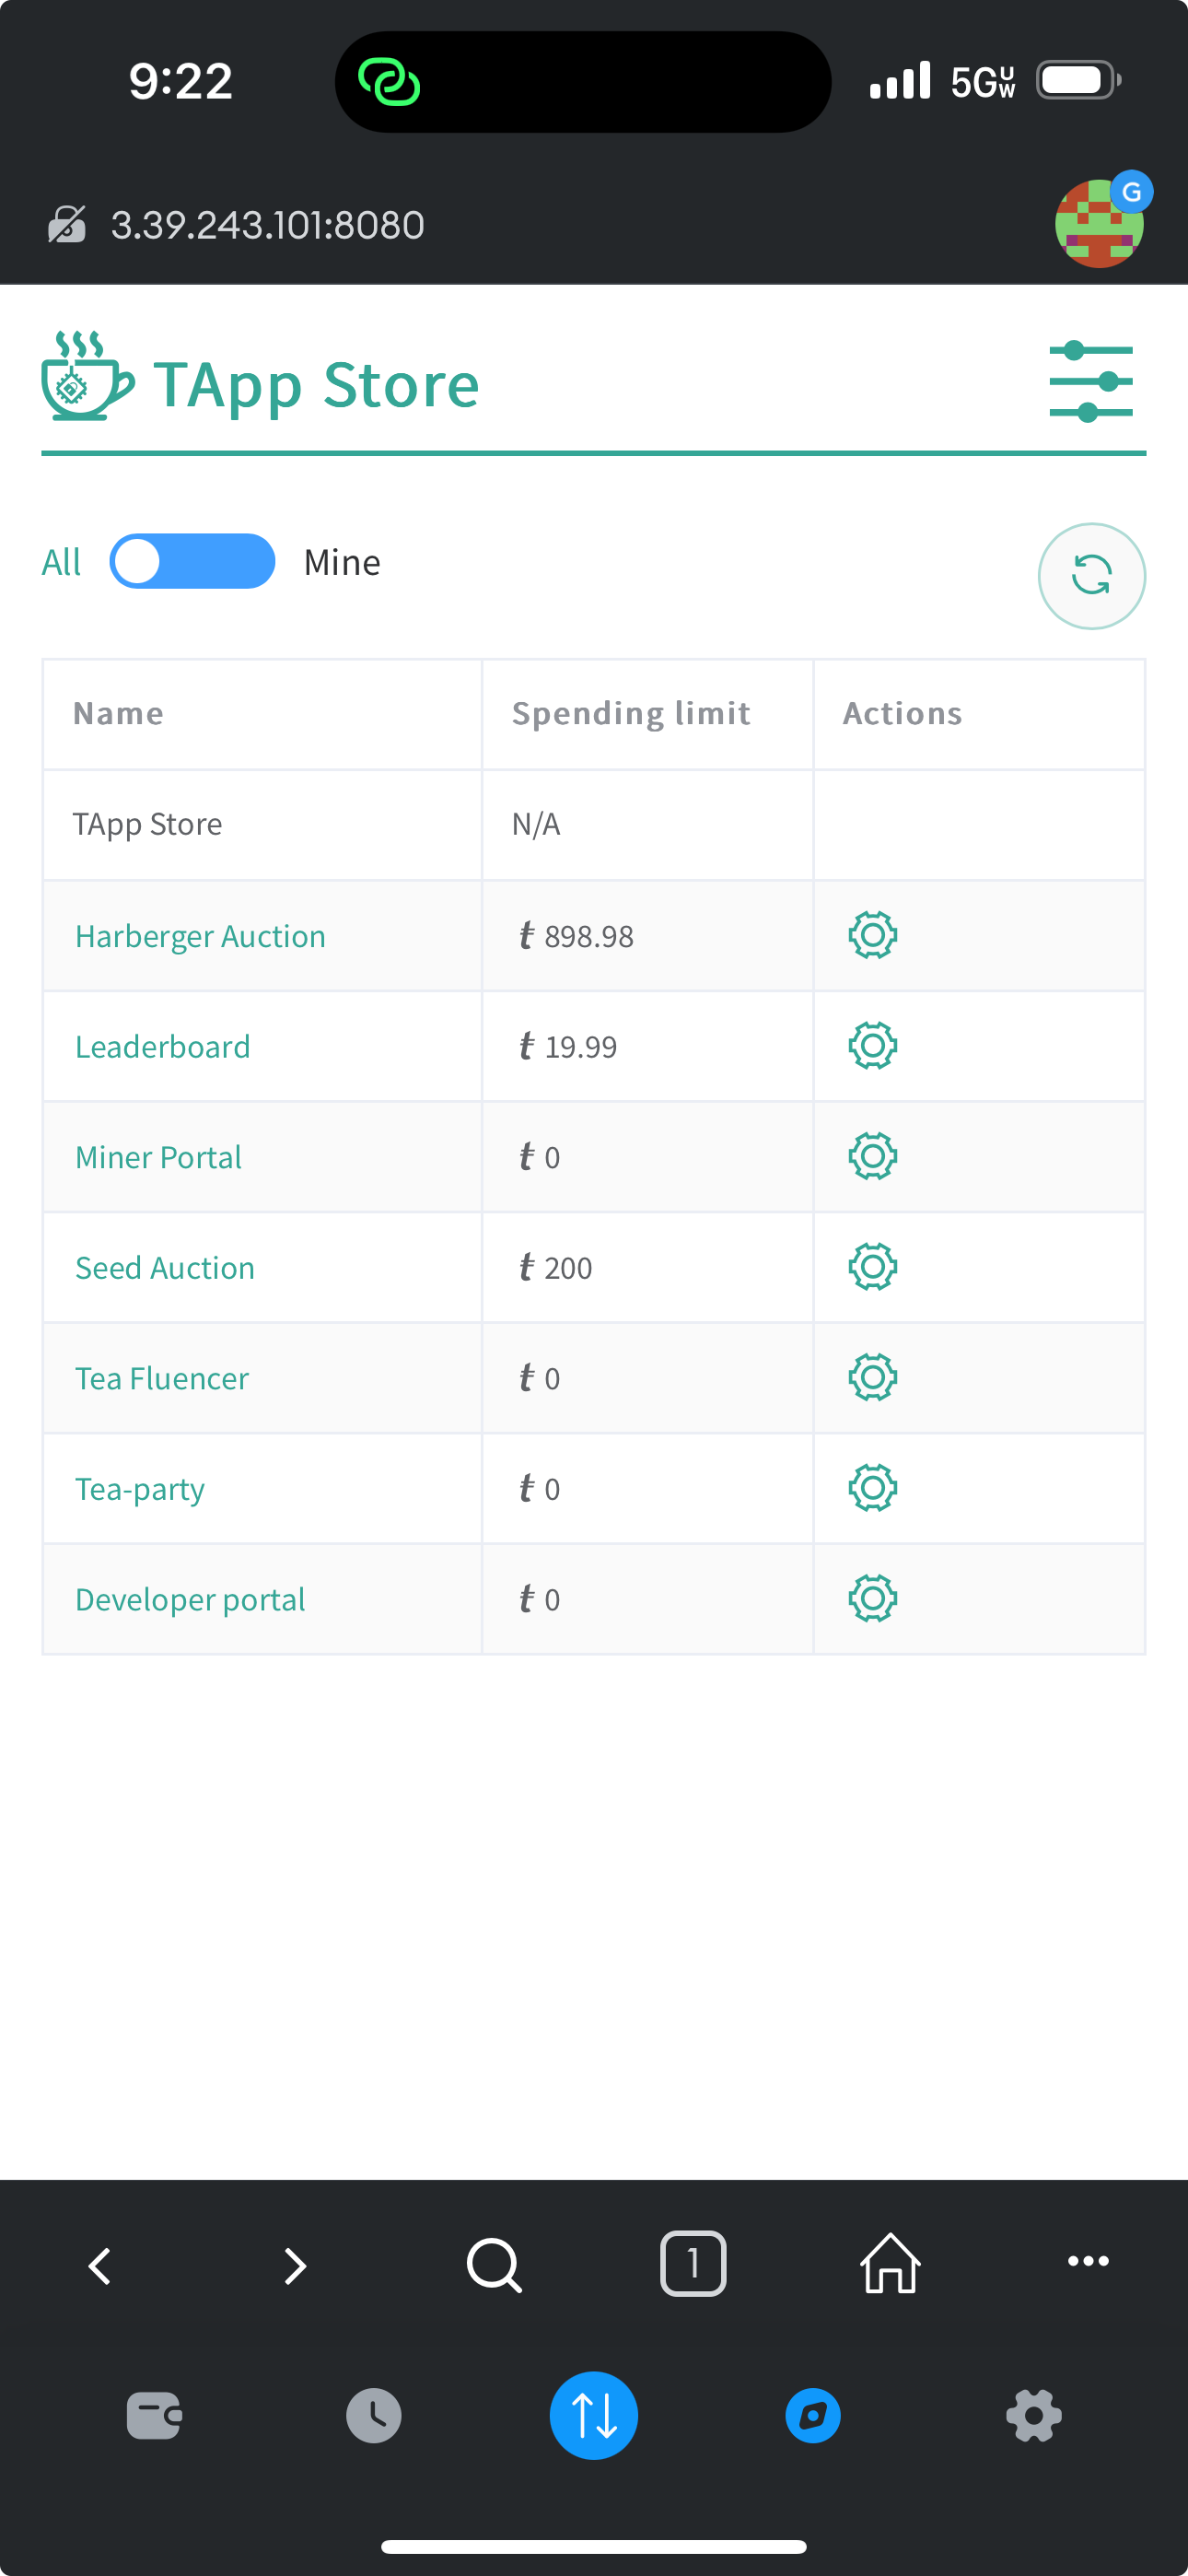 9:22 5GUW
3.39.243.101:8080 G
TApp Store
All Mine
Name Spending limit Actions
TApp Store N/A
Harberger Auction t 898.98
Leaderboard t 19.99
Miner Portal t 0
Seed Auction t 200
Tea Fluencer t 0
Tea-party t 0
Developer portal t 0
1